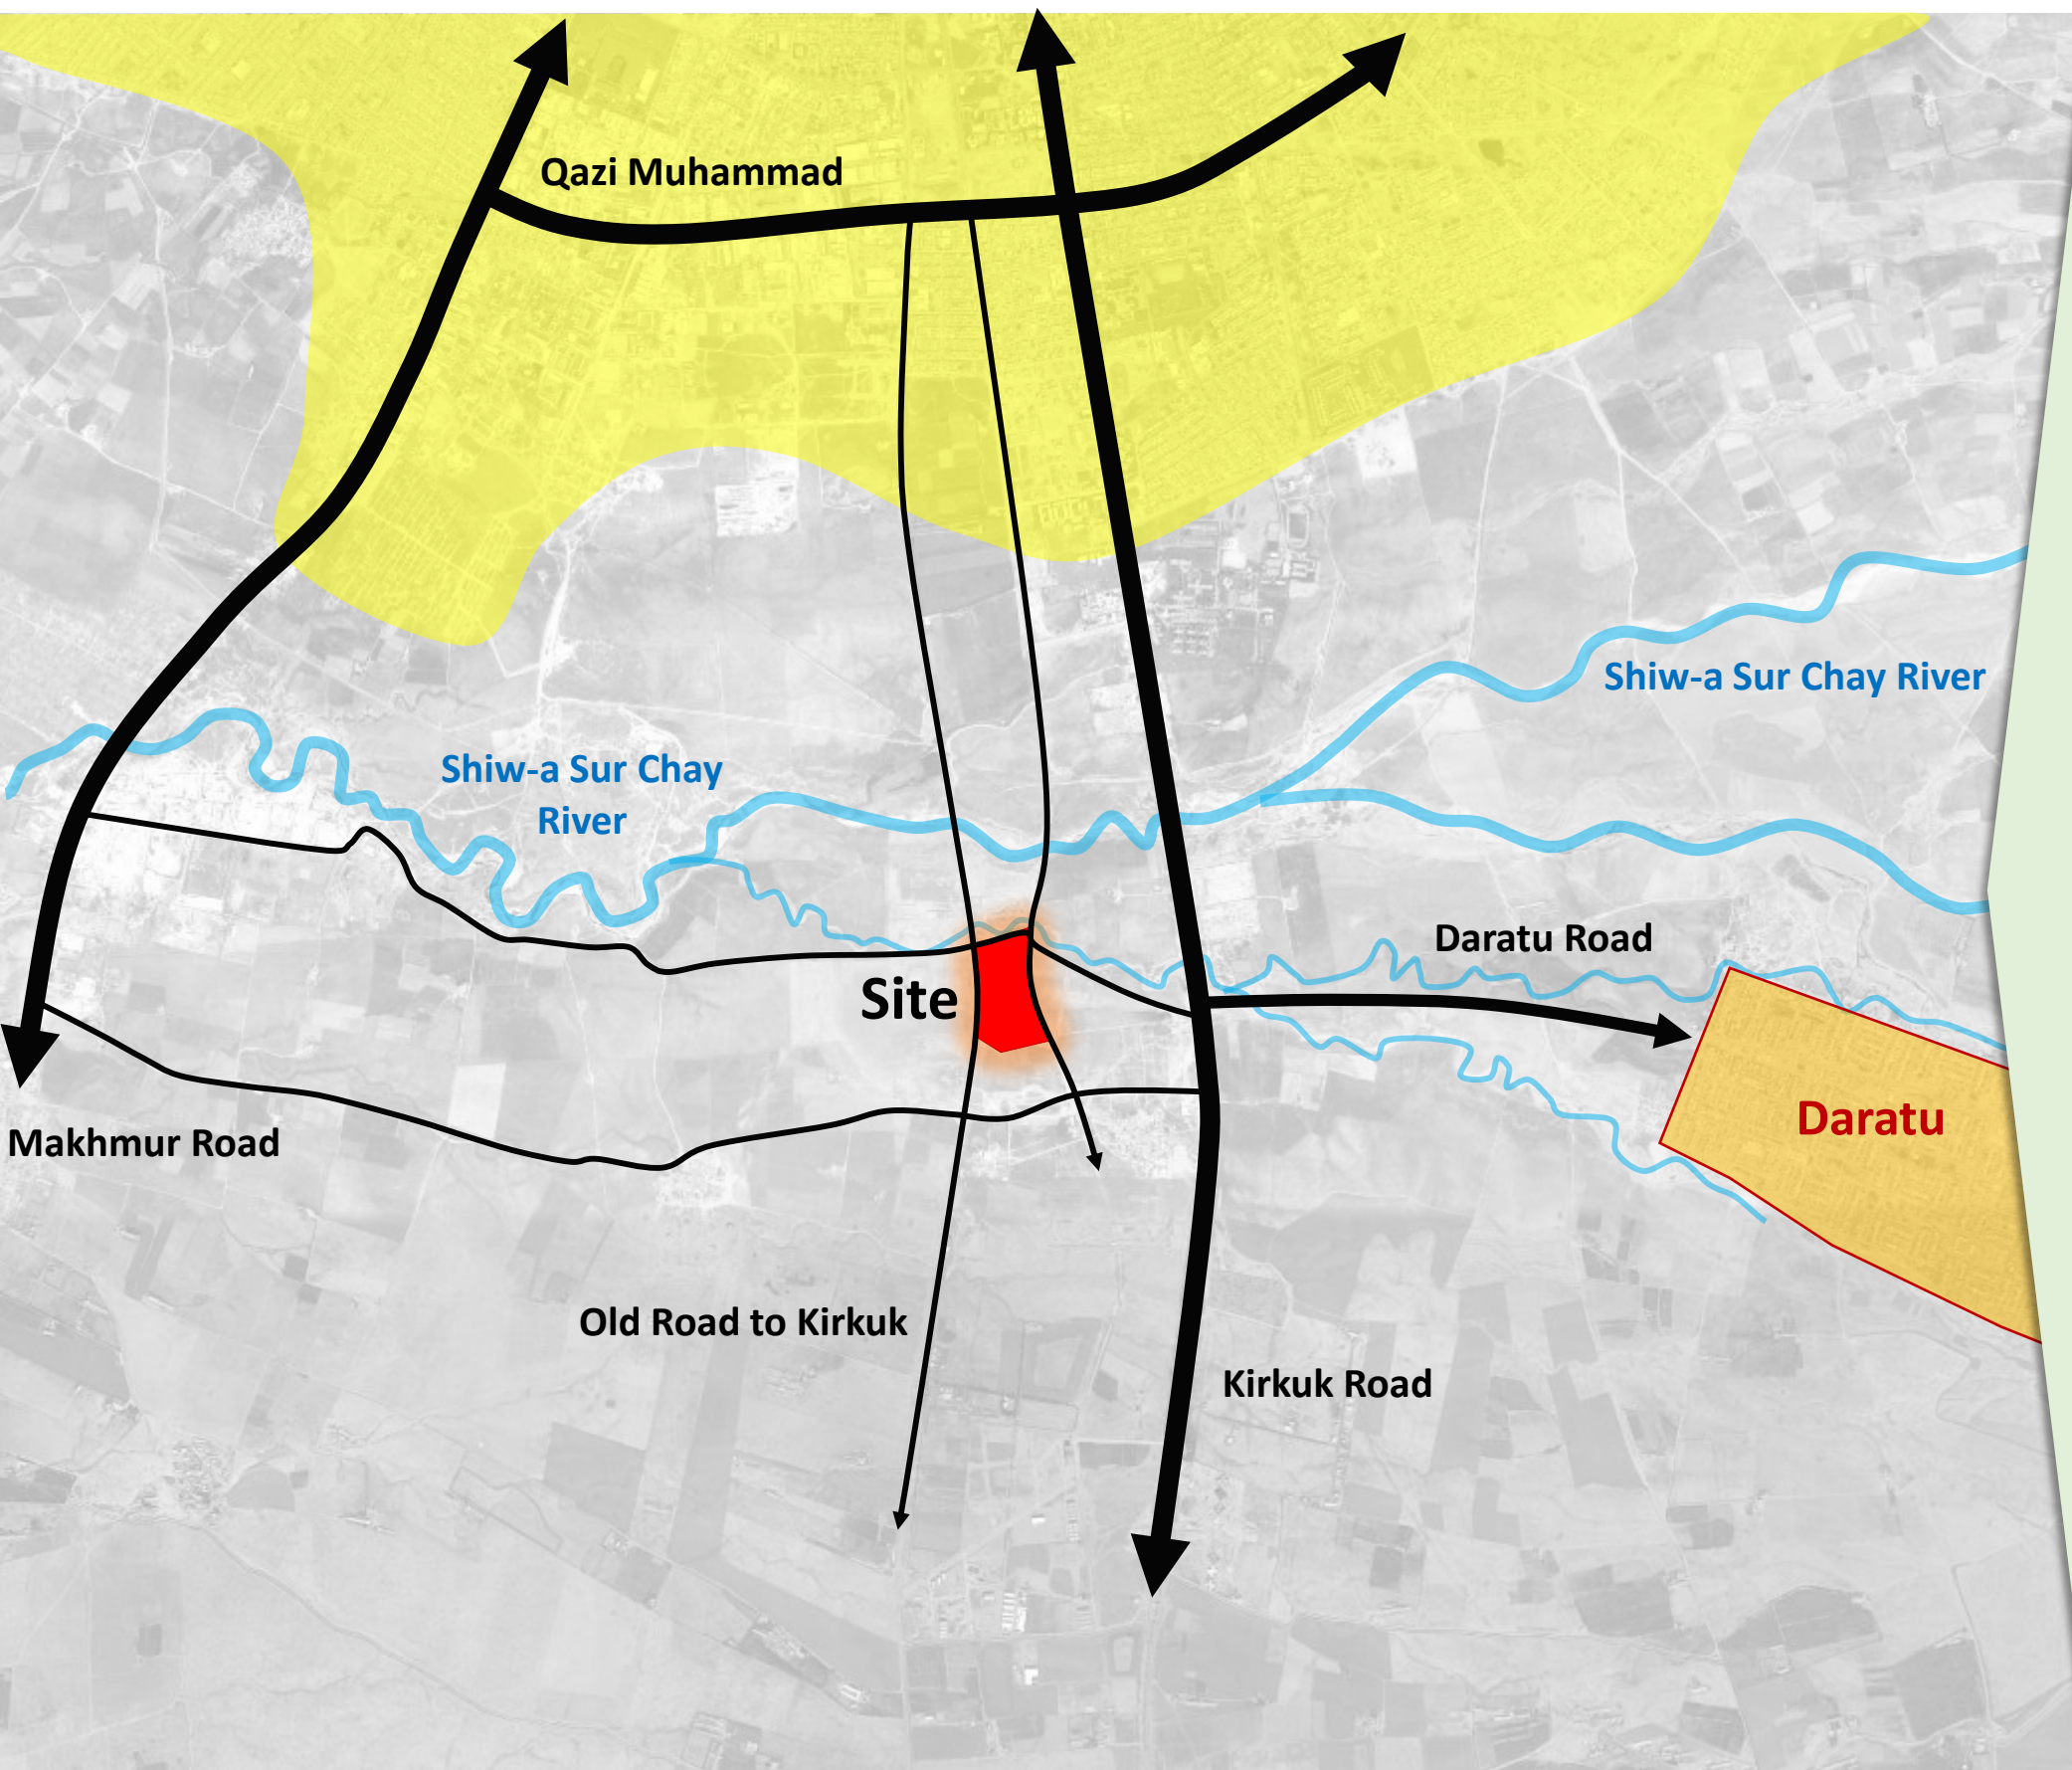 Qazi Muhammad
Shiw-a Sur Chay River
Shiw-a Sur Chay
River
Daratu Road
Site
Daratu
Makhmur Road
Old Road to Kirkuk
Kirkuk Road